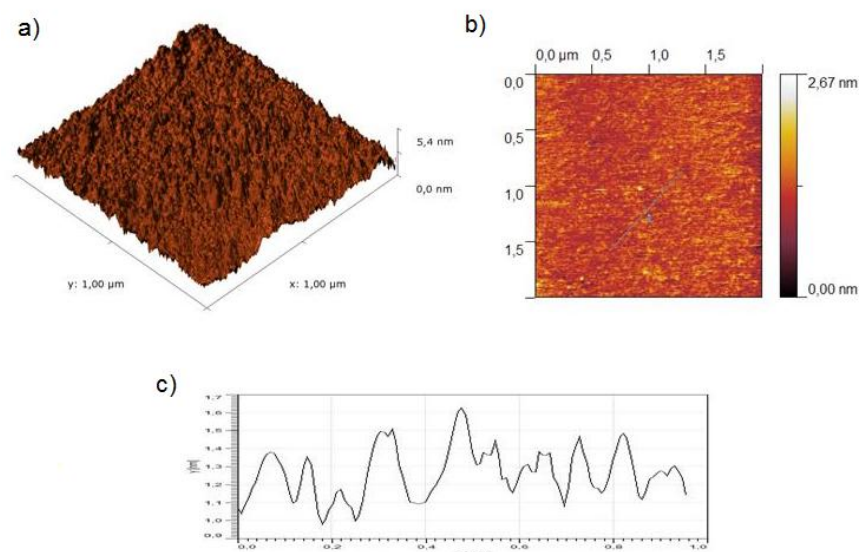 a)
5,4 nm
0,0 nm
y: 1,00 µm
x: 1,00 µm
b)
0,0 µm 0,5 1,0 1,5
0,0
0,5
1,0
1,5
2,67 nm
0,00 nm
1
c)
1,7
1,6
1,5
1,4
1,3
1,2
1,1
1,0
0,9
Y[nm]
0.0 0.2 0.4 0.6 0.8 1.0